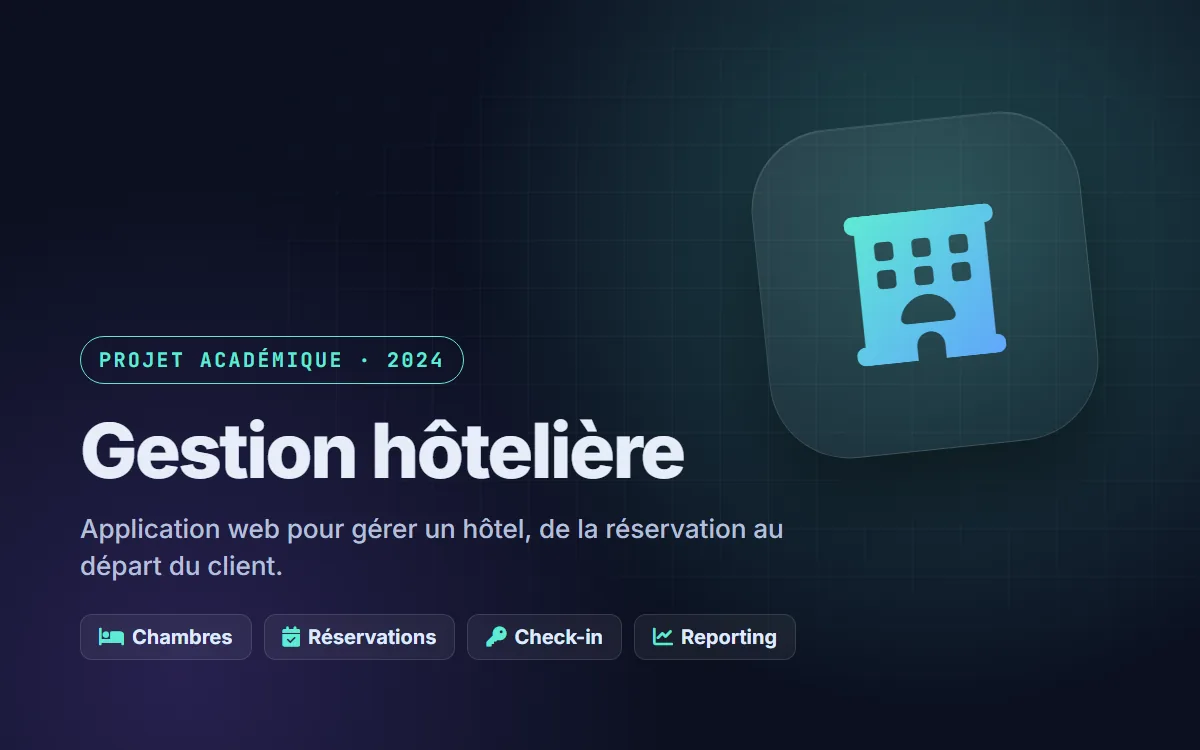 PROJET ACADÉMIQUE · 2024
Gestion hôtelière
Application web pour gérer un hôtel, de la réservation au
départ du client.
Chambres
Réservations
Check-in
Reporting